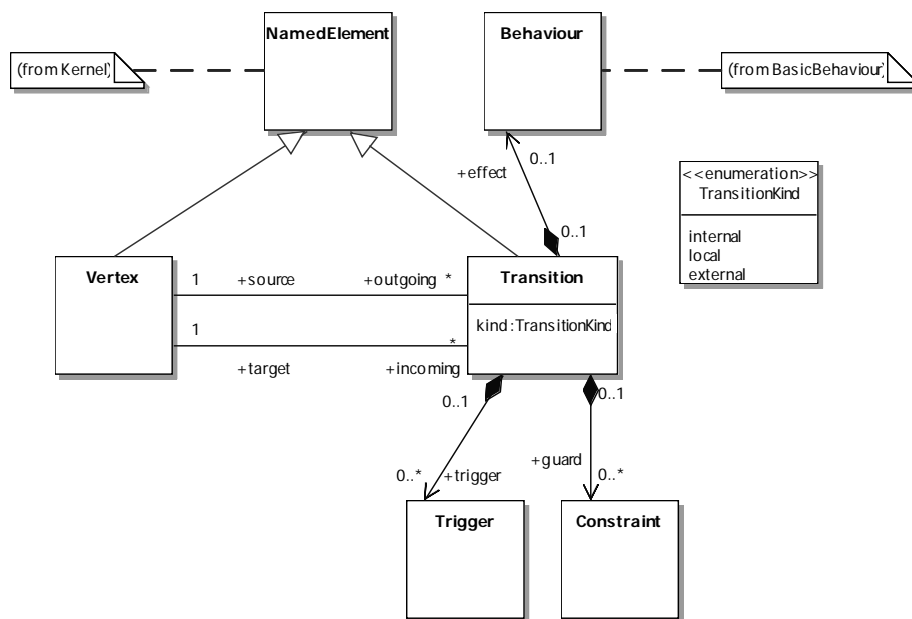 NamedElement
Behaviour
(from Kernel)
(from BasicBehaviour)
0..1
+effect
<<enumeration>>
TransitionKind
0..1
internal
local
external
Vertex
1
+source
+outgoing
*
Transition
kind:TransitionKind
1
*
+target
+incoming
0..1
0..1
+guard
0..*
+trigger
0..*
Trigger
Constraint